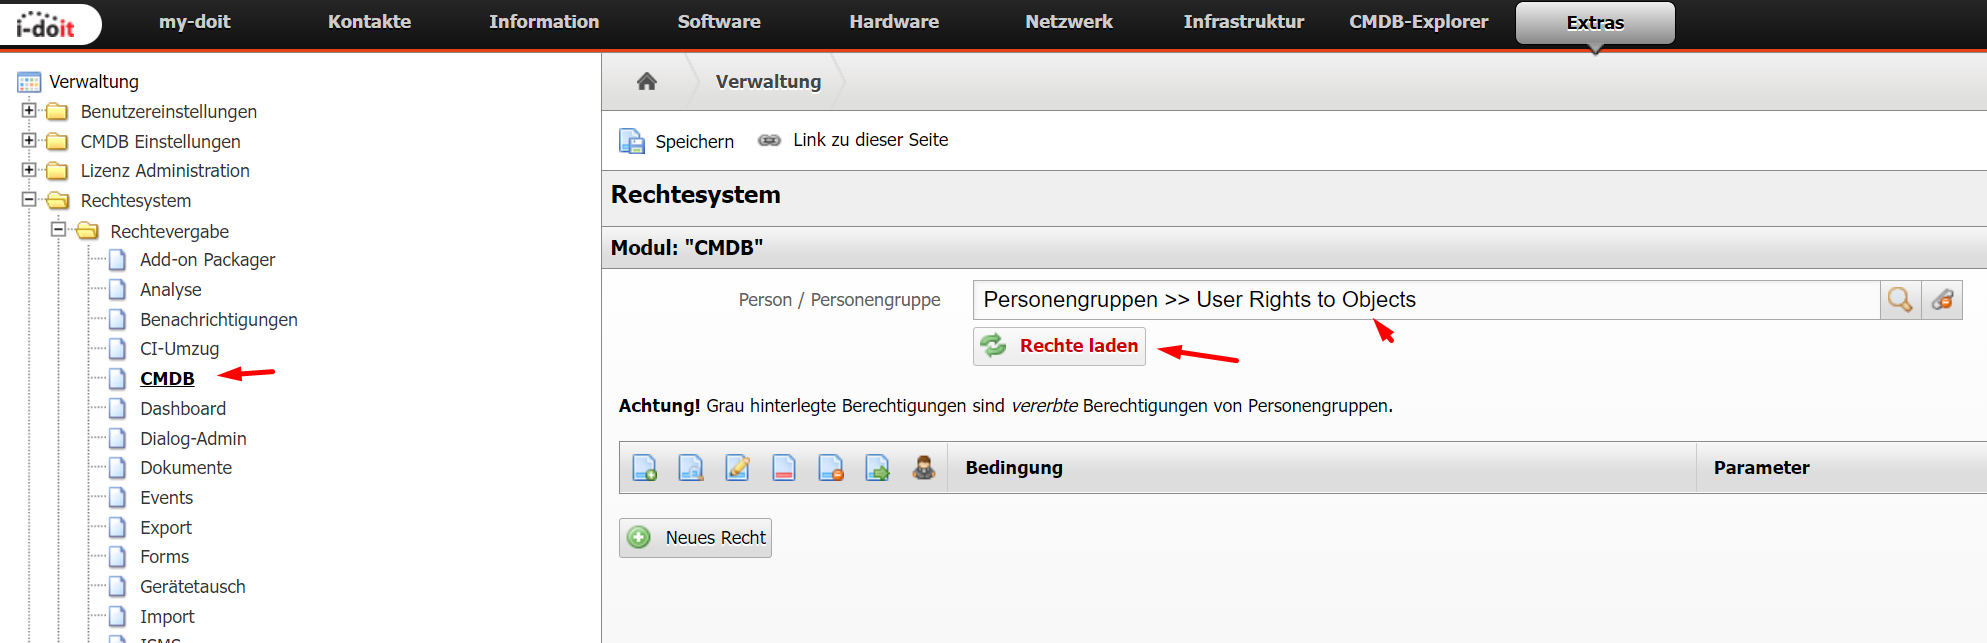 i-doit
my-doit Kontakte Information Software Hardware Netzwerk Infrastruktur CMDB-Explorer Extras
Verwaltung
Benutzereinstellungen
CMDB Einstellungen
Lizenz Administration
Rechtesystem
Rechtevergabe
Add-on Packager
Analyse
Benachrichtigungen
CI-Umzug
CMDB
Dashboard
Dialog-Admin
Dokumente
Events
Export
Forms
Gerätetausch
Import
Verwaltung
Speichern Link zu dieser Seite
Rechtesystem
Modul: "CMDB"
Person / Personengruppe Personengruppen >> User Rights to Objects
Rechte laden
Achtung! Grau hinterlegte Berechtigungen sind vererbte Berechtigungen von Personengruppen.
Bedingung Parameter
Neues Recht